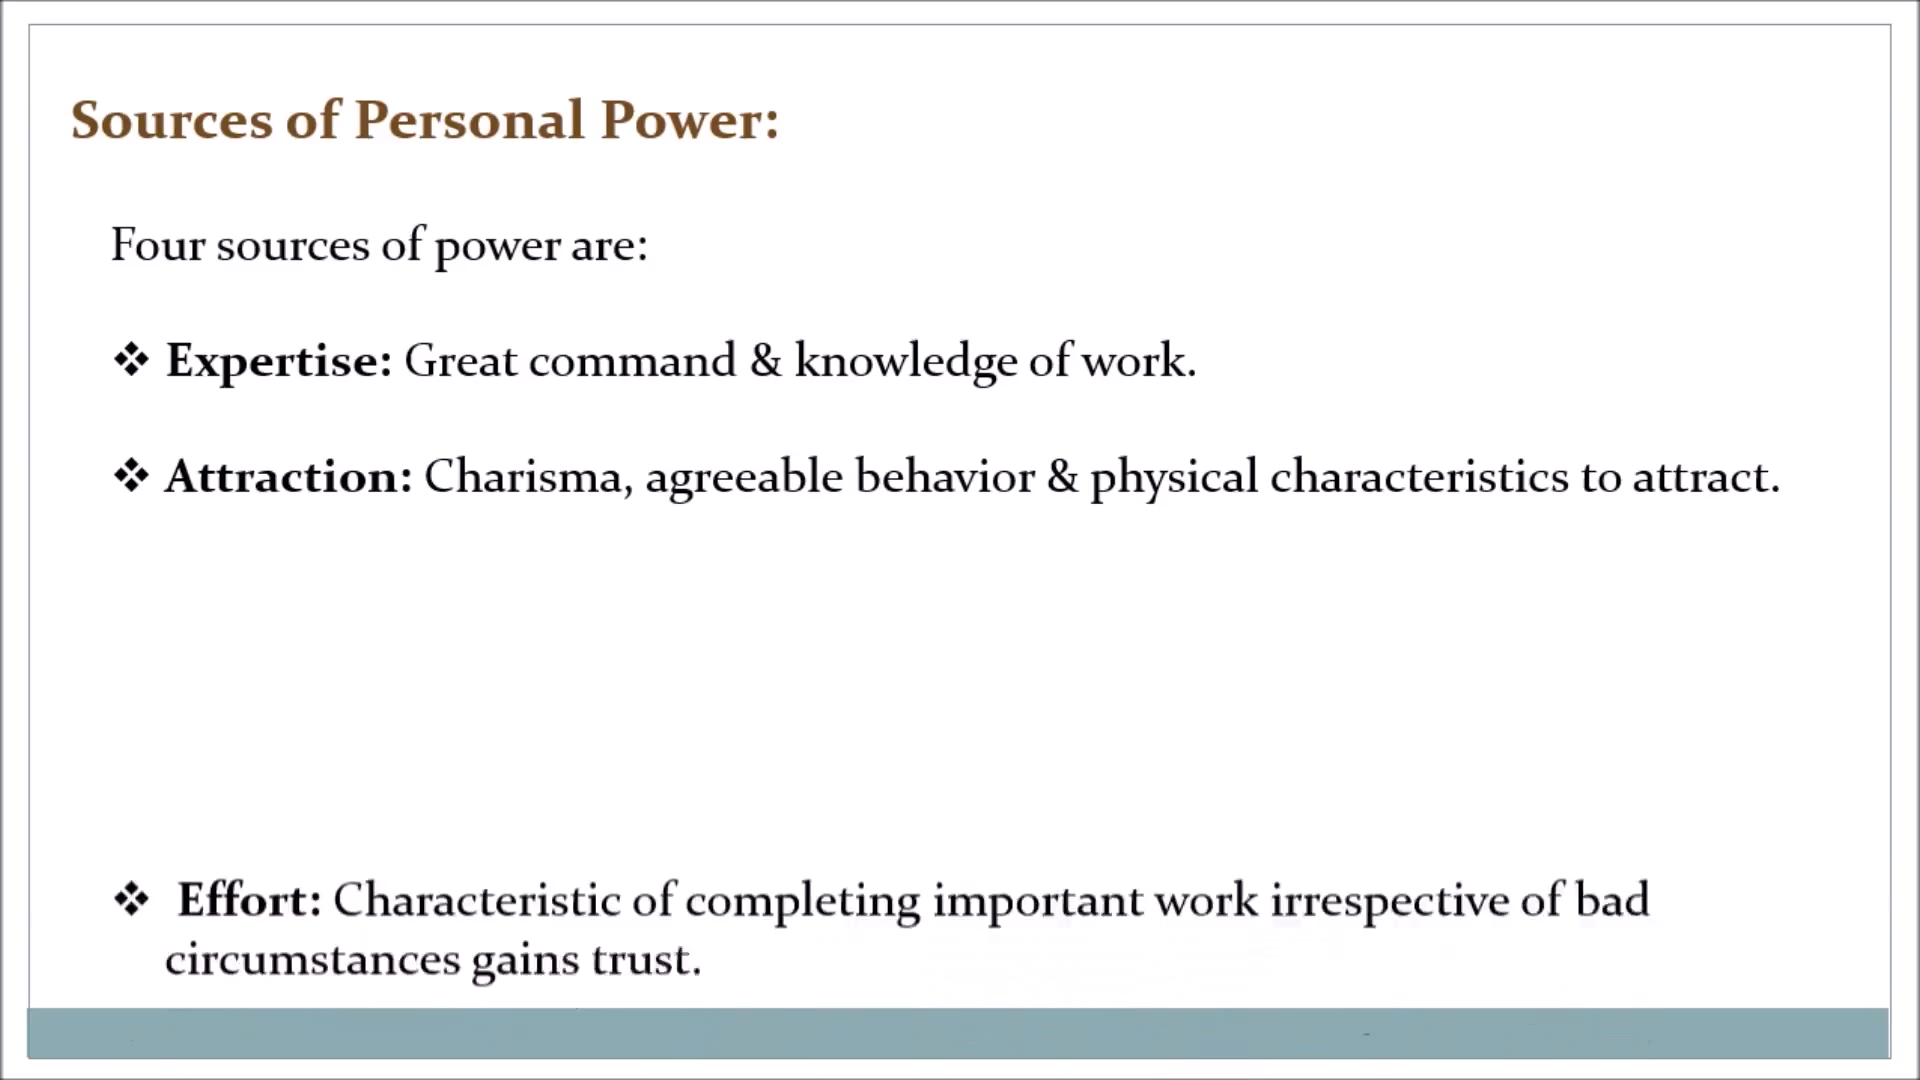 Sources of Personal Power:
Four sources of power are:
❖ Expertise: Great command & knowledge of work.
❖ Attraction: Charisma, agreeable behavior & physical characteristics to attract.
❖ Effort: Characteristic of completing important work irrespective of bad
circumstances gains trust.